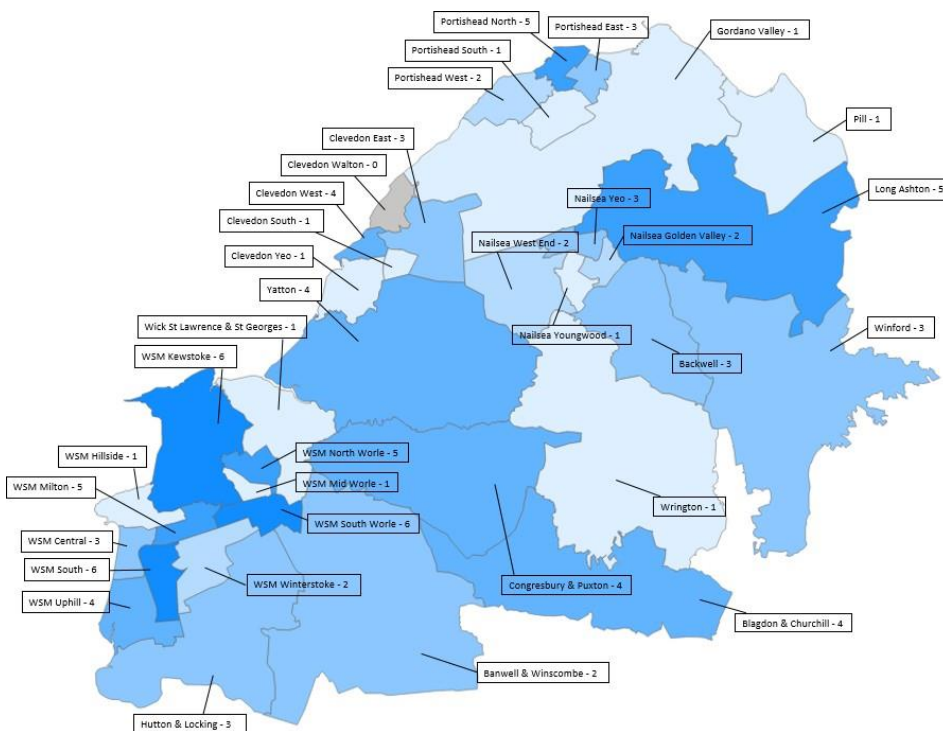 Portishead North - 5
Portishead East - 3
Gordano Valley - 1
Portishead South - 1
Portishead West - 2
Pill - 1
Clevedon East - 3
Clevedon Walton - 0
Long Ashton - 5
Clevedon West - 4
Nailsea Yeo - 3
Clevedon South - 1
Nailsea West End - 2
Nailsea Golden Valley - 2
Clevedon Yeo - 1
Yatton - 4
Wick St Lawrence & St Georges - 1
Nailsea Youngwood - 1
Winford - 3
WSM Kewstoke - 6
Backwell - 3
WSM Hillside - 1
WSM North Worle - 5
WSM Milton - 5
WSM Mid Worle - 1
Wrington - 1
WSM Central - 3
WSM South Worle - 6
WSM South - 6
WSM Winterstoke - 2
Congresbury & Puxton - 4
WSM Uphill - 4
Blagdon & Churchill - 4
Banwell & Winscombe - 2
Hutton & Locking - 3